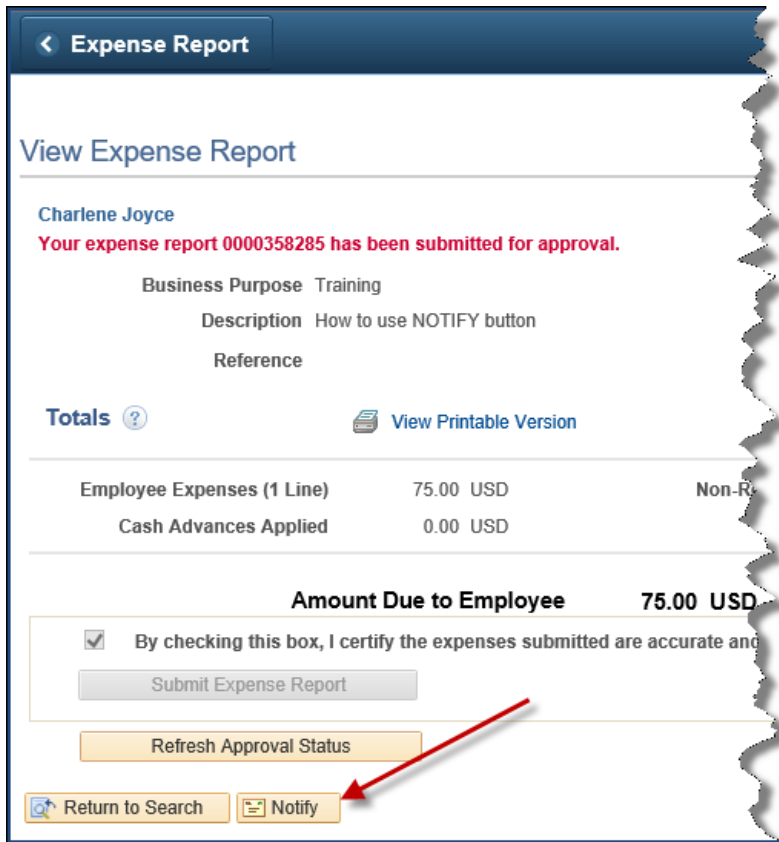 Expense Report
View Expense Report
Charlene Joyce
Your expense report 0000358285 has been submitted for approval.
Business Purpose Training
Description How to use NOTIFY button
Reference
Totals ? View Printable Version
Employee Expenses (1 Line) 75.00 USD Non-R
Cash Advances Applied 0.00 USD
Amount Due to Employee 75.00 USD
By checking this box, I certify the expenses submitted are accurate and
Submit Expense Report
Refresh Approval Status
Return to Search Notify